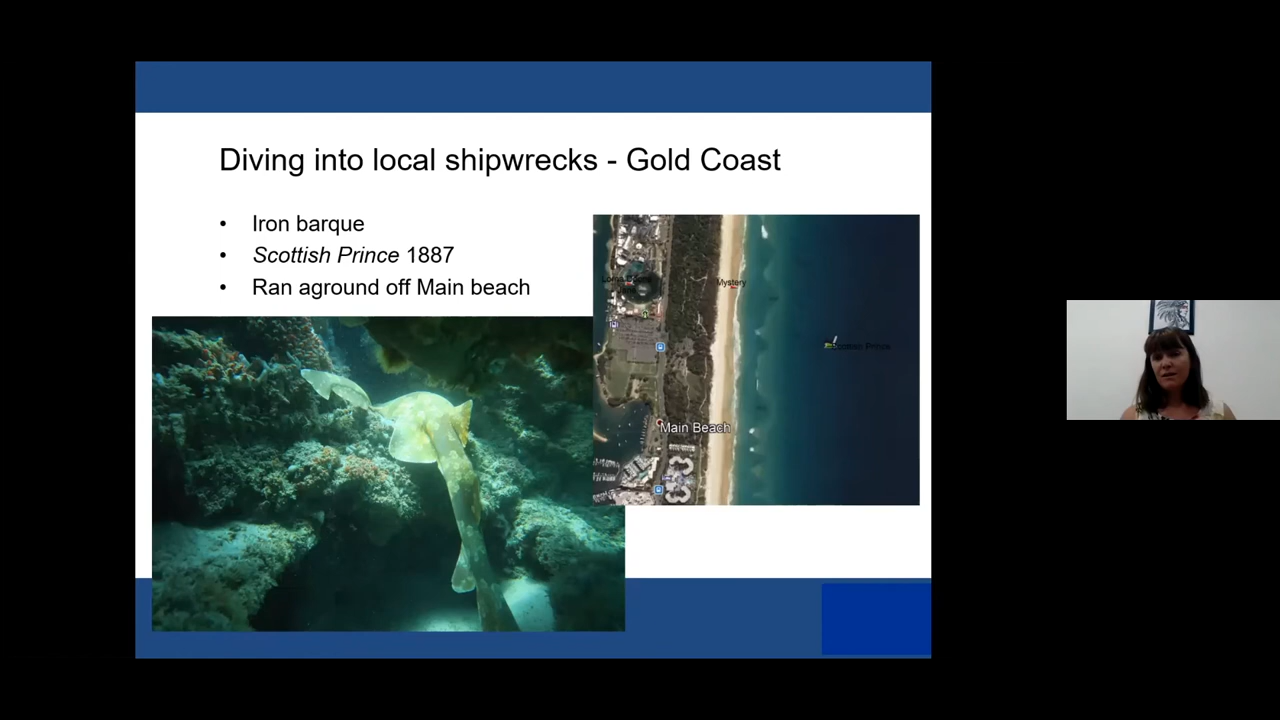 Diving into local shipwrecks - Gold Coast
• Iron barque
• Scottish Prince 1887
• Ran aground off Main beach
Mystery
Scottish Prince
Main Beach